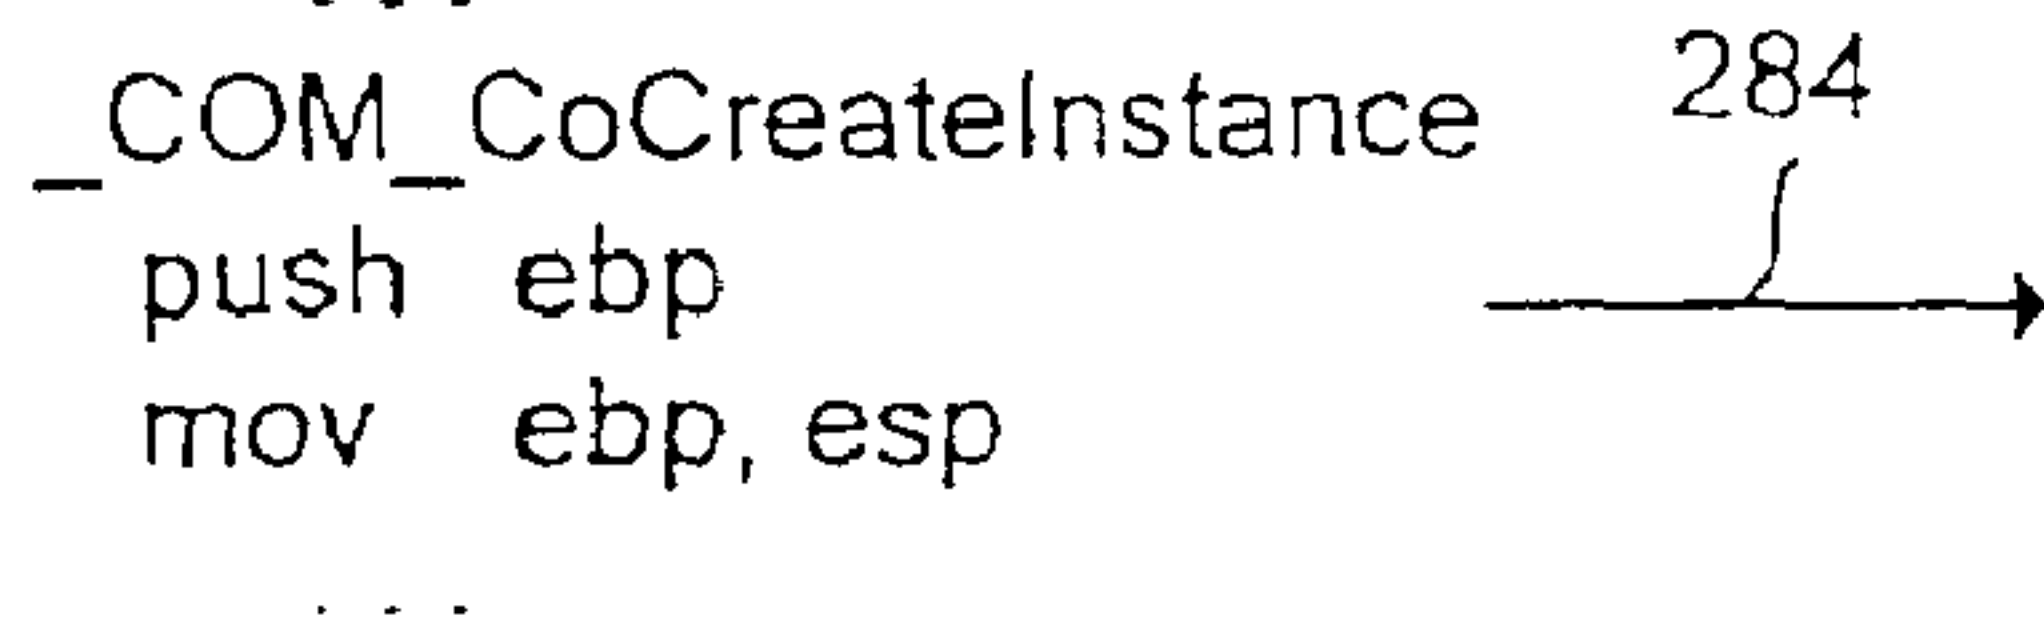 . . .
_COM_CoCreateInstance 284
push ebp
mov ebp, esp
. . .